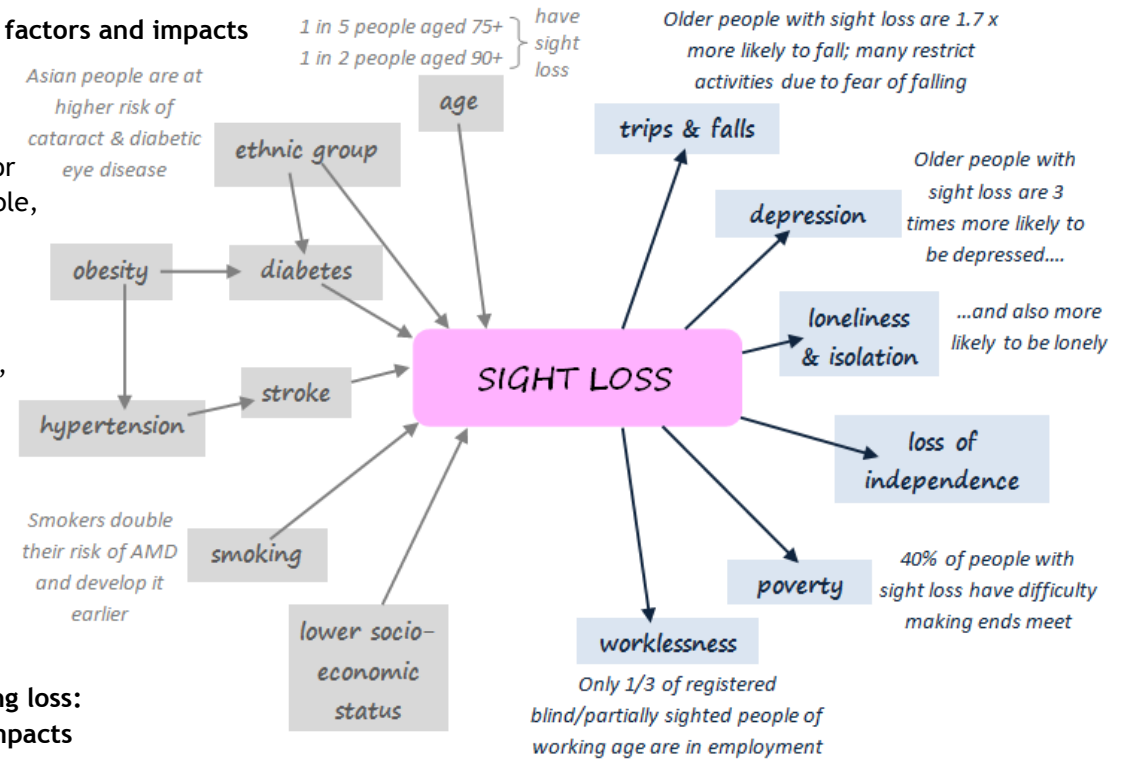 factors and impacts
1 in 5 people aged 75+
1 in 2 people aged 90+
have
sight
loss
Older people with sight loss are 1.7 x
more likely to fall; many restrict
activities due to fear of falling
Asian people are at
higher risk of
cataract & diabetic
eye disease
age
trips & falls
ethnic group
Older people with
sight loss are 3
times more likely to
be depressed....
depression
obesity
diabetes
loneliness
& isolation
...and also more
likely to be lonely
SIGHT LOSS
stroke
hypertension
loss of
independence
Smokers double
their risk of AMD
and develop it
earlier
smoking
poverty
40% of people with
sight loss have difficulty
making ends meet
lower socio-
economic
status
worklessness
Only 1/3 of registered
blind/partially sighted people of
working age are in employment
loss: